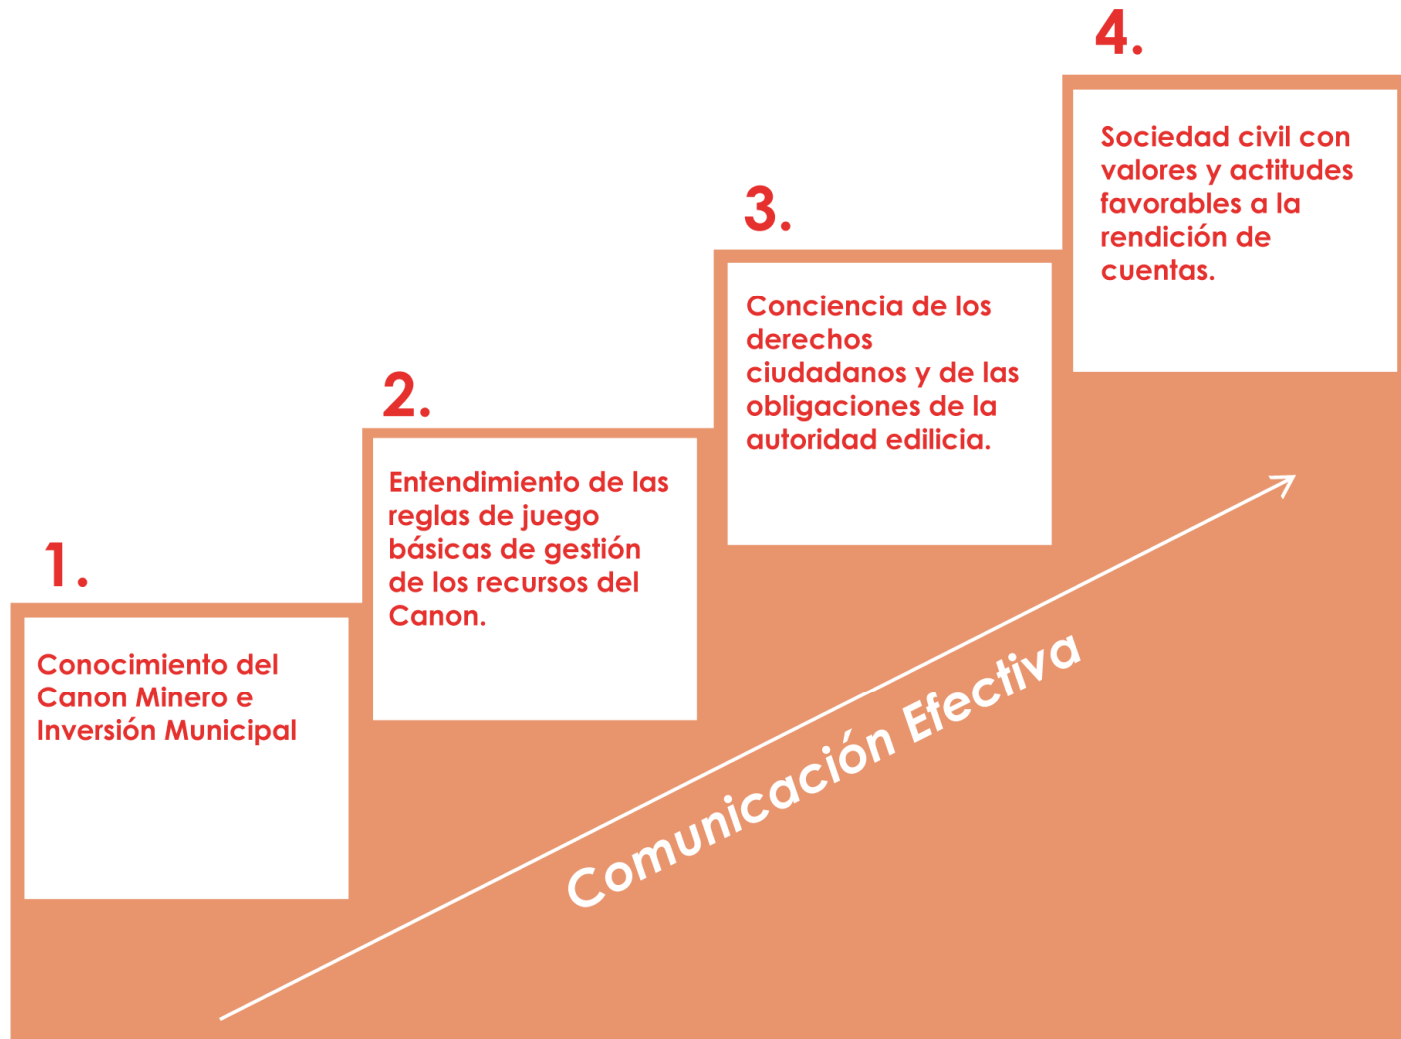 1.
Conocimiento del
Canon Minero e
Inversión Municipal
2.
Entendimiento de las
reglas de juego
básicas de gestión
de los recursos del
Canon.
3.
Conciencia de los
derechos
ciudadanos y de las
obligaciones de la
autoridad edilicia.
4.
Sociedad civil con
valores y actitudes
favorables a la
rendición de
cuentas.
Comunicación Efectiva